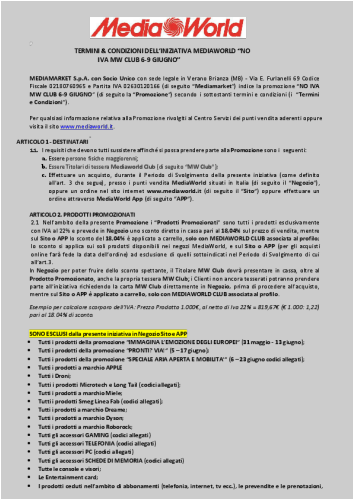 MediaWorld
TERMINI & CONDIZIONI DELL'INIZIATIVA MEDIAWORLD "NO
IVA MW CLUB 6-9 GIUGNO"
MEDIAMARKET S.p.A. con Socio Unico con sede legale in Verano Brianza (MB) - Via E. Furlanelli 69 Codice
Fiscale 02180760965 e Partita IVA 02630120166 (di seguito "Mediamarket") indice la promozione "NO IVA
MW CLUB 6-9 GIUGNO" (di seguito la "Promozione") secondo i sottostanti termini e condizioni (i "Termini
e Condizioni").
Per qualsiasi informazione relativa alla Promozione rivolgiti al Centro Servizi dei punti vendita aderenti oppure
visita il sito www.mediaworld.it.
ARTICOLO 1 - DESTINATARI
1.1. I requisiti che devono tutti sussistere affinché si possa prendere parte alla Promozione sono i seguenti:
a. Essere persone fisiche maggiorenni;
b. Essere Titolari di tessera Mediaworld Club (di seguito "MW Club");
c. Effettuare un acquisto, durante il Periodo di Svolgimento della presente iniziativa (come definito
all'art. 3 che segue), presso i punti vendita MediaWorld situati in Italia (di seguito il "Negozio"),
oppure un ordine nel sito internet www.mediaworld.it (di seguito il "Sito") oppure effettuare un
ordine attraverso MediaWorld App (di seguito "APP").
ARTICOLO 2. PRODOTTI PROMOZIONATI
2.1. Nell'ambito della presente Promozione i "Prodotti Promozionati" sono tutti i prodotti esclusivamente
con IVA al 22% e prevede in Negozio uno sconto diretto in cassa pari al 18.04% sul prezzo di vendita, mentre
sul Sito o APP lo sconto del 18,04% è applicato a carrello, solo con MEDIAWORLD CLUB associata al profilo:
lo sconto si applica sui soli prodotti disponibili nei negozi MediaWorld, e sul Sito o APP (per gli acquisti
online farà fede la data dell'ordine) ad esclusione di quelli sottoindicati nel Periodo di Svolgimento di cui
all'art.3.
In Negozio per poter fruire dello sconto spettante, il Titolare MW Club dovrà presentare in cassa, oltre al
Prodotto Promozionato, anche la propria tessera MW Club; i Clienti non ancora tesserati potranno prendere
parte all'iniziativa richiedendo la carta MW Club direttamente in Negozio, prima di procedere all'acquisto,
mentre su Sito o APP è applicato a carrello, solo con MEDIAWORLD CLUB associata al profilo.
Esempio per calcolare scorporo dell'IVA: Prezzo Prodotto 1.000€, al netto di Iva 22% = 819,67€ (€ 1.000: 1,22)
pari al 18.04% di sconto
SONO ESCLUSI dalla presente iniziativa in Negozio Sito e APP
• Tutti i prodotti della promozione "IMMAGINA L'EMOZIONE DEGLI EUROPEI" (31 maggio - 13 giugno);
• Tutti i prodotti della promozione "PRONTI? VIA!" (5 – 17 giugno);
• Tutti i prodotti della promozione "SPECIALE ARIA APERTA E MOBILITA'" (6 – 23 giugno codici allegati);
• Tutti i prodotti a marchio APPLE
• Tutti i Droni;
• Tutti i prodotti Microtech e Long Tail (codici allegati);
• Tutti i prodotti a marchio Miele;
• Tutti i prodotti Smeg Linea Fab (codici allegati);
• Tutti i prodotti a marchio Dreame;
• Tutti i prodotti a marchio Dyson;
• Tutti i prodotti a marchio Roborock;
• Tutti gli accessori GAMING (codici allegati)
• Tutti gli accessori TELEFONIA (codici allegati)
• Tutti gli accessori PC (codici allegati)
• Tutti gli accessori SCHEDE DI MEMORIA (codici allegati)
• Tutte le console e visori;
• Le Entertainment card;
• I prodotti ceduti nell'ambito di abbonamenti (telefonia, internet, tv ecc.), le prevendite e le prenotazioni,